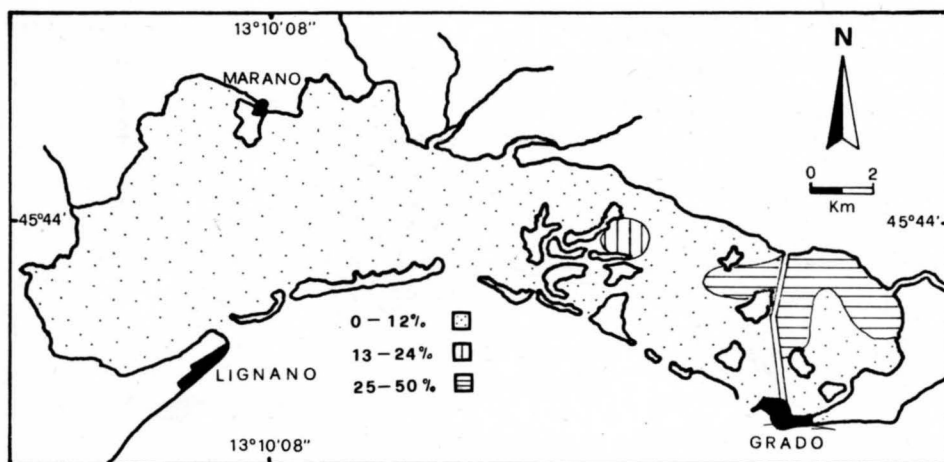 13°10'08"
MARANO
N
0 2
Km
45°44'
45°44'
0–12%
13–24%
25–50%
LIGNANO
GRADO
13°10'08"